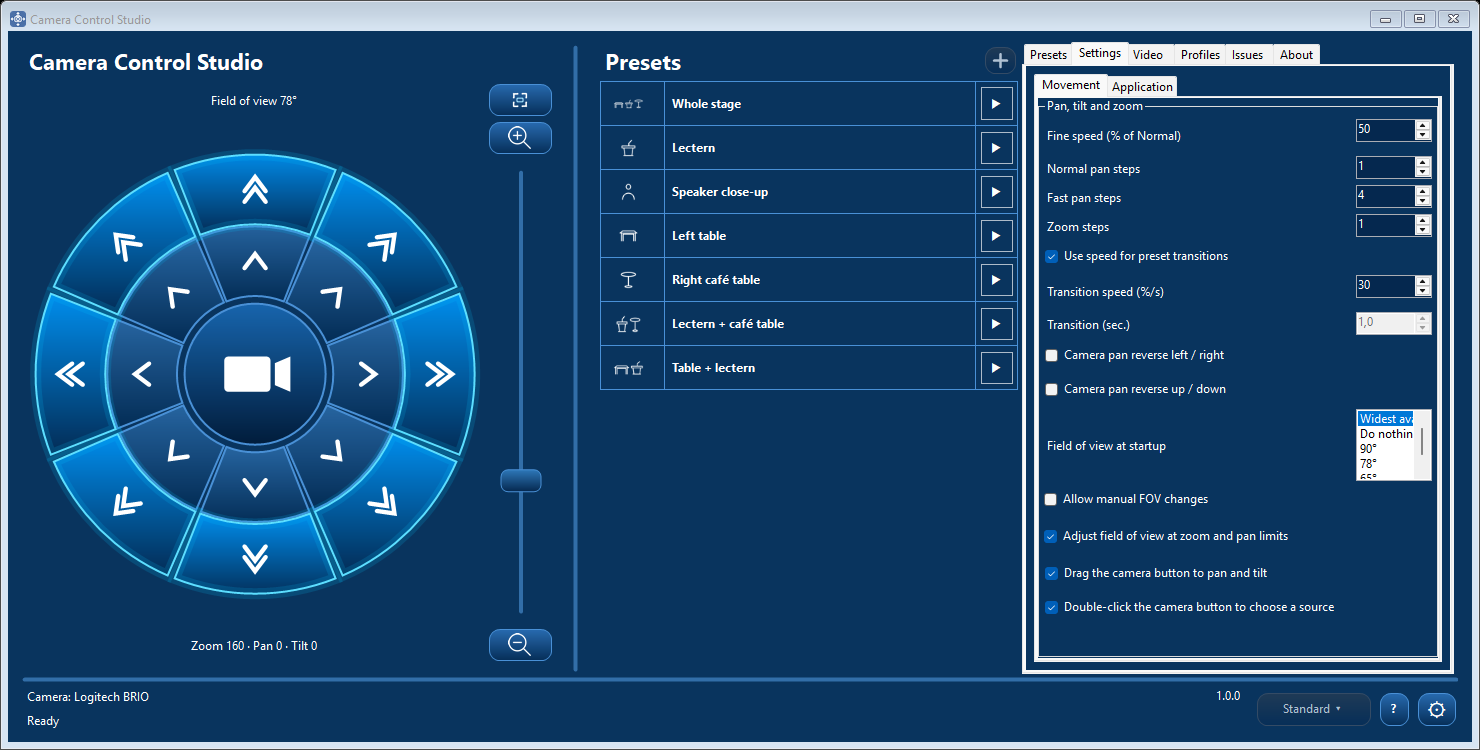 Camera Control Studio
Camera Control Studio
Field of view 78°
Zoom 160 · Pan 0 · Tilt 0
Presets
Whole stage
Lectern
Speaker close-up
Left table
Right café table
Lectern + café table
Table + lectern
Presets Settings Video Profiles Issues About
Movement Application
Pan, tilt and zoom
Fine speed (% of Normal) 50
Normal pan steps 1
Fast pan steps 4
Zoom steps 1
Use speed for preset transitions
Transition speed (%/s) 30
Transition (sec.) 1,0
Camera pan reverse left / right
Camera pan reverse up / down
Field of view at startup
Widest ava
Do nothin
90°
78°
65°
Allow manual FOV changes
Adjust field of view at zoom and pan limits
Drag the camera button to pan and tilt
Double-click the camera button to choose a source
Camera: Logitech BRIO
Ready
1.0.0
Standard
?